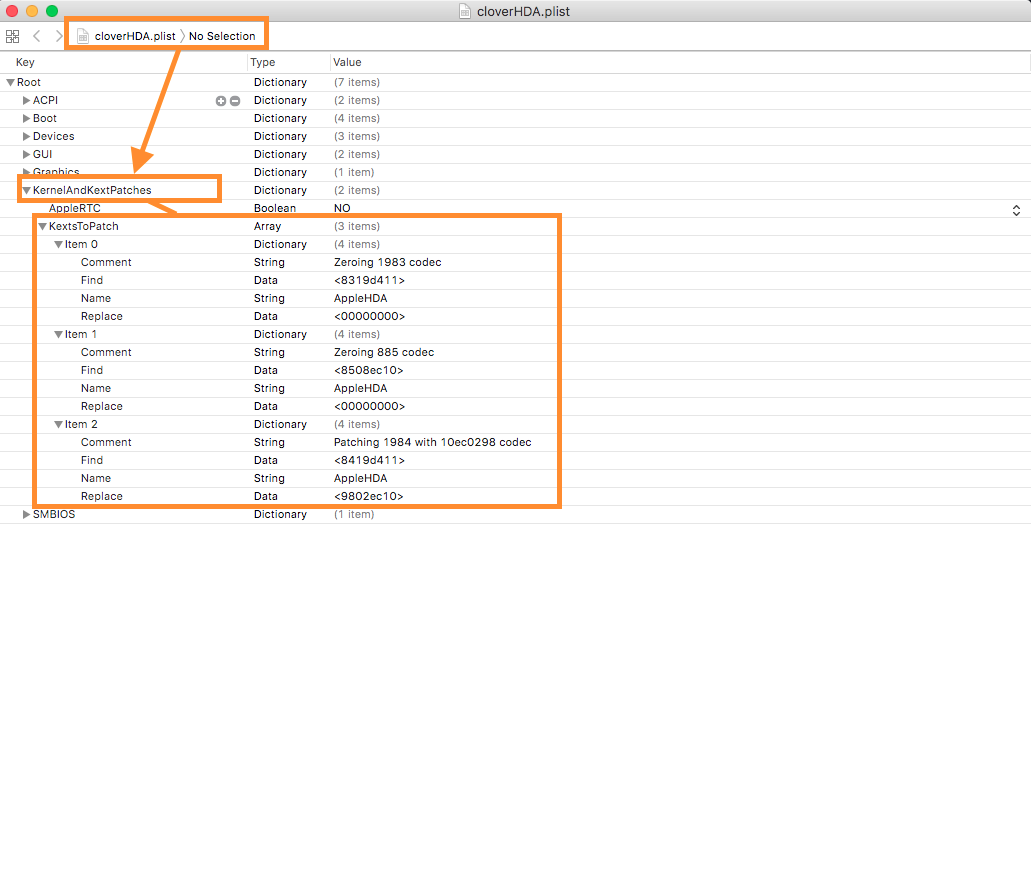 cloverHDA.plist
cloverHDA.plist No Selection
Key Type Value
Root Dictionary (7 items)
ACPI Dictionary (2 items)
Boot Dictionary (4 items)
Devices Dictionary (3 items)
GUI Dictionary (2 items)
Graphics Dictionary (1 item)
KernelAndKextPatches Dictionary (2 items)
AppleRTC Boolean NO
KextsToPatch Array (3 items)
Item 0 Dictionary (4 items)
Comment String Zeroing 1983 codec
Find Data <8319d411>
Name String AppleHDA
Replace Data <00000000>
Item 1 Dictionary (4 items)
Comment String Zeroing 885 codec
Find Data <8508ec10>
Name String AppleHDA
Replace Data <00000000>
Item 2 Dictionary (4 items)
Comment String Patching 1984 with 10ec0298 codec
Find Data <8419d411>
Name String AppleHDA
Replace Data <9802ec10>
SMBIOS Dictionary (1 item)